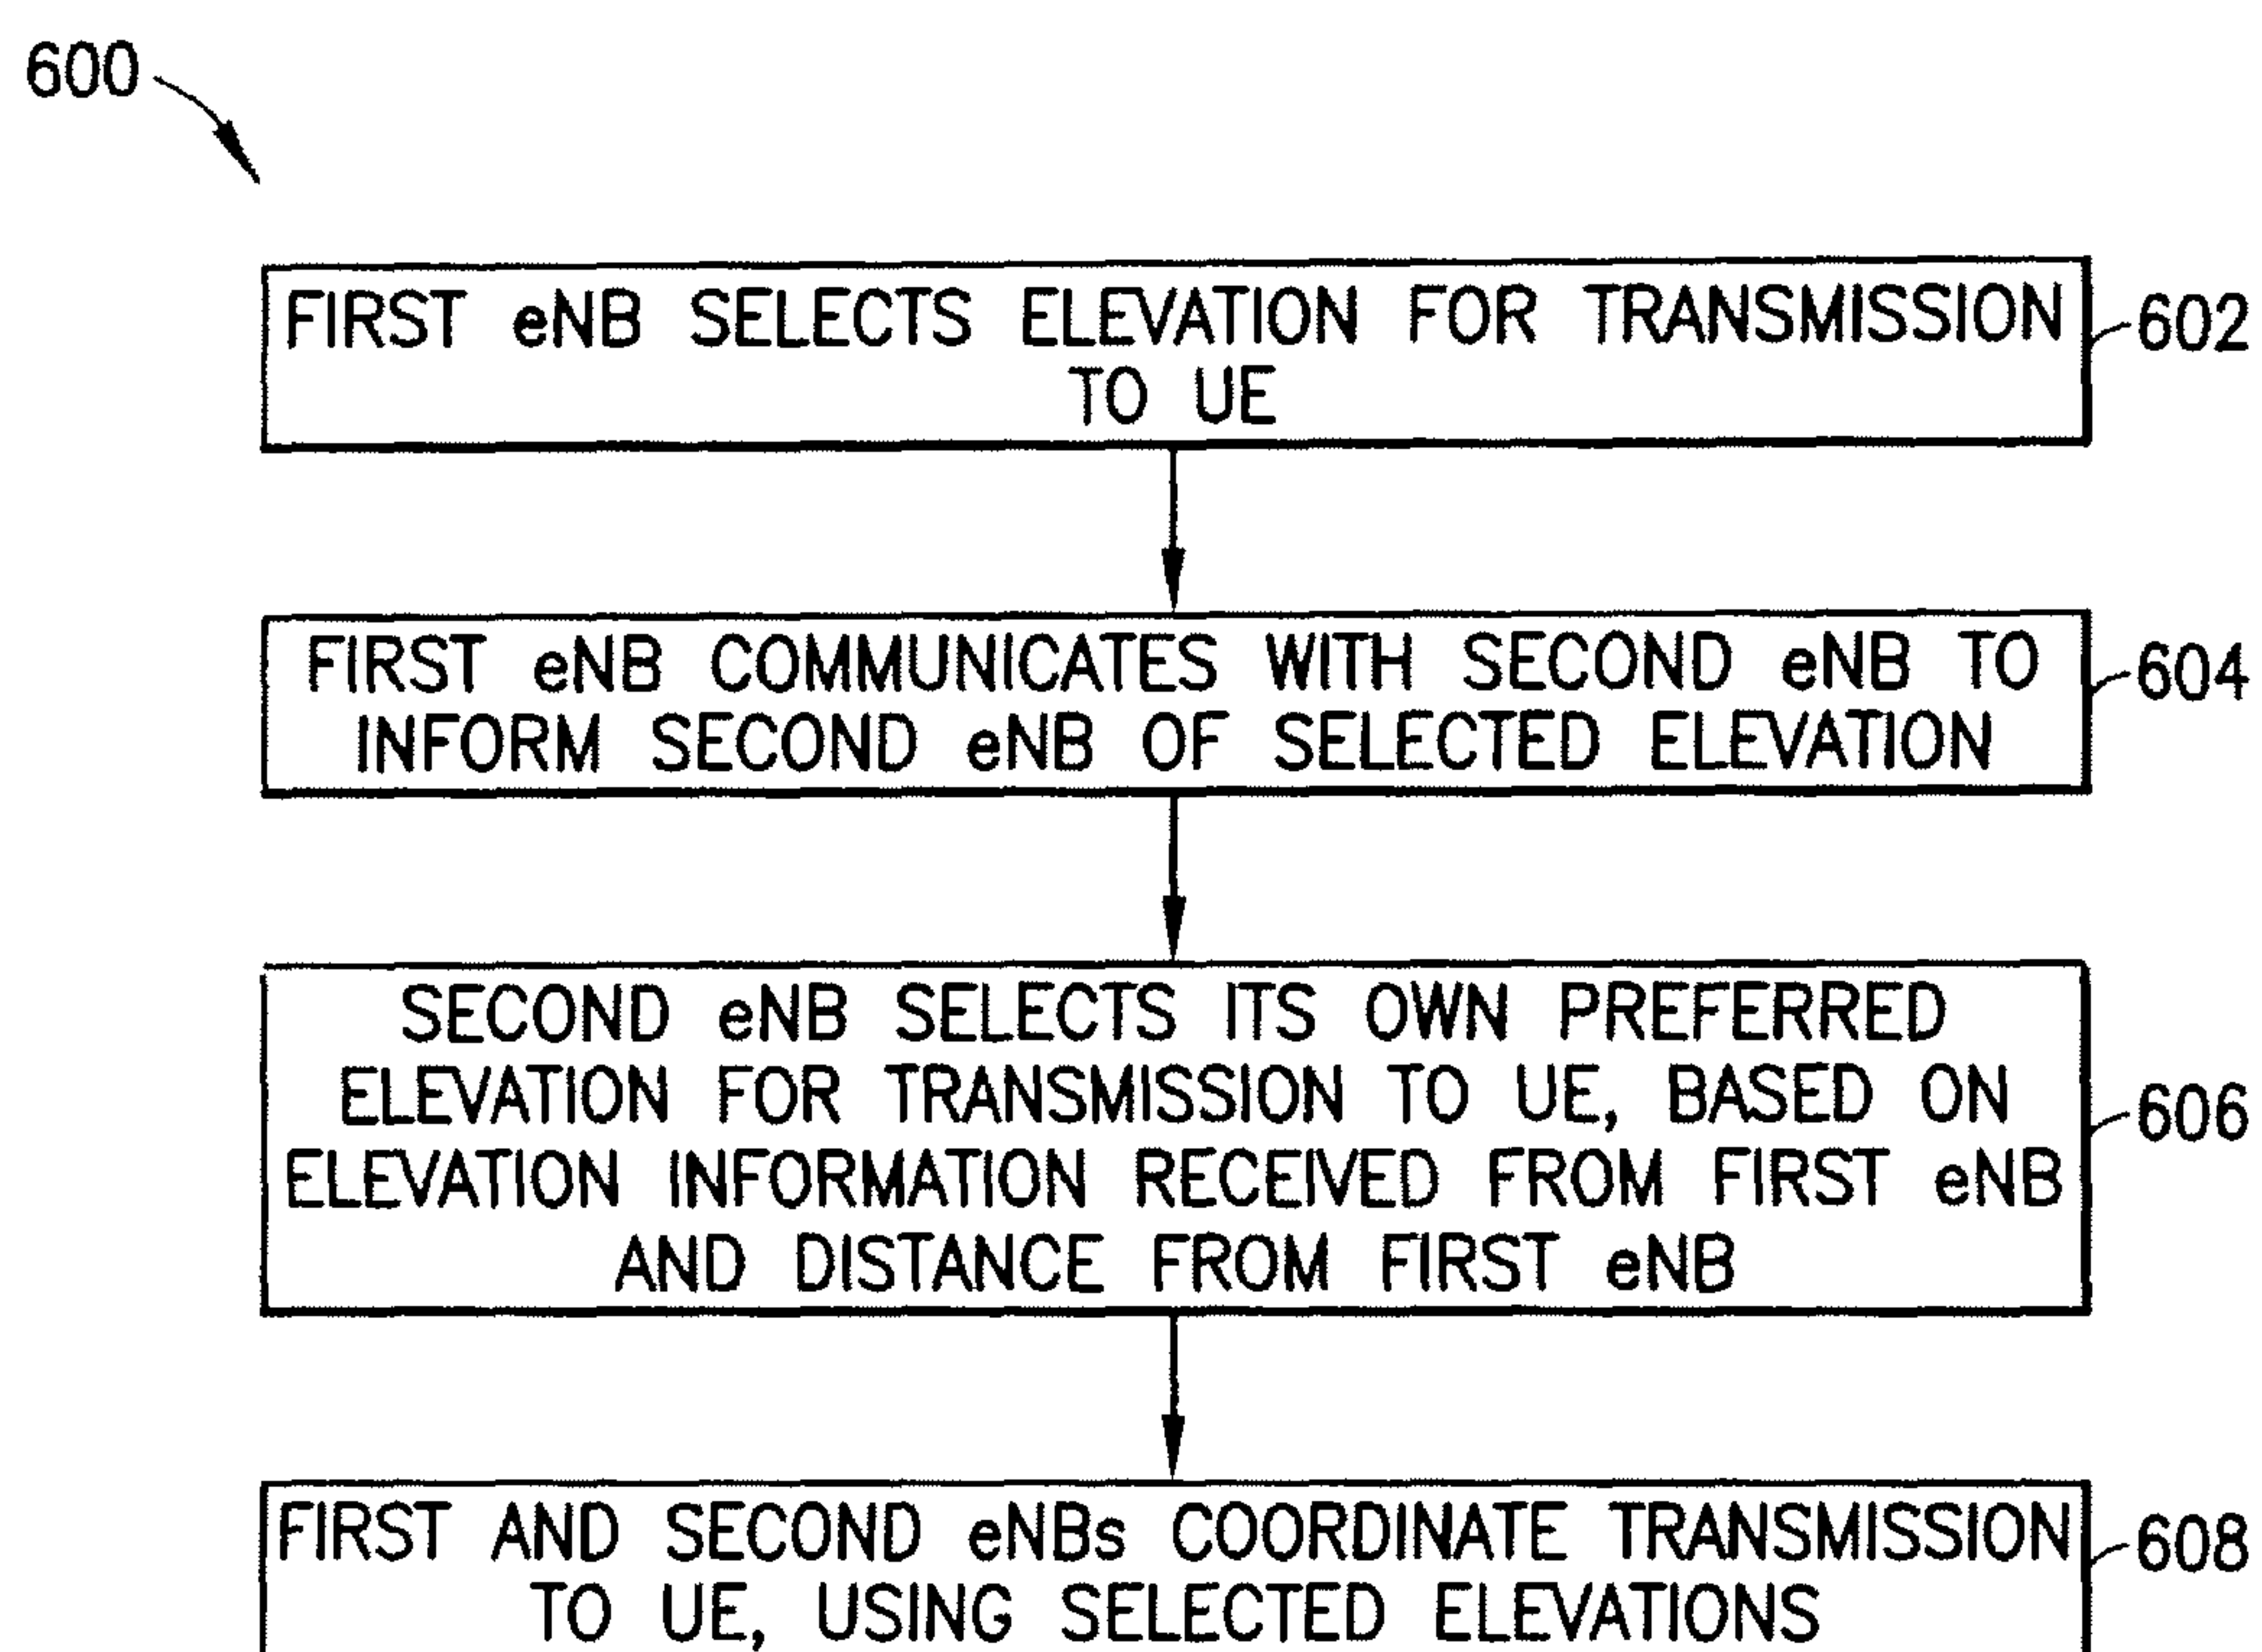 600
FIRST eNB SELECTS ELEVATION FOR TRANSMISSION
TO UE
602
FIRST eNB COMMUNICATES WITH SECOND eNB TO
INFORM SECOND eNB OF SELECTED ELEVATION
604
SECOND eNB SELECTS ITS OWN PREFERRED
ELEVATION FOR TRANSMISSION TO UE, BASED ON
ELEVATION INFORMATION RECEIVED FROM FIRST eNB
AND DISTANCE FROM FIRST eNB
606
FIRST AND SECOND eNBs COORDINATE TRANSMISSION
TO UE, USING SELECTED ELEVATIONS
608